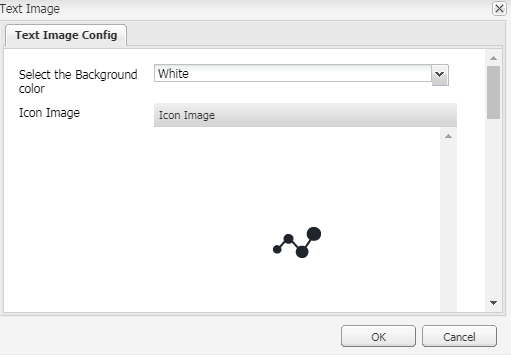 Text Image
Text Image Config
Select the Background
color
White
Icon Image
Icon Image
OK
Cancel